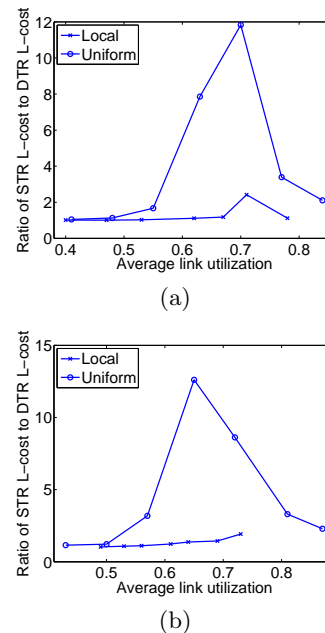 Ratio of STR L-cost to DTR L-cost
12
10
8
6
4
2
0
Local
Uniform
0.4 0.5 0.6 0.7 0.8
Average link utilization
(a)
Ratio of STR L-cost to DTR L-cost
15
10
5
0
Local
Uniform
0.5 0.6 0.7 0.8
Average link utilization
(b)